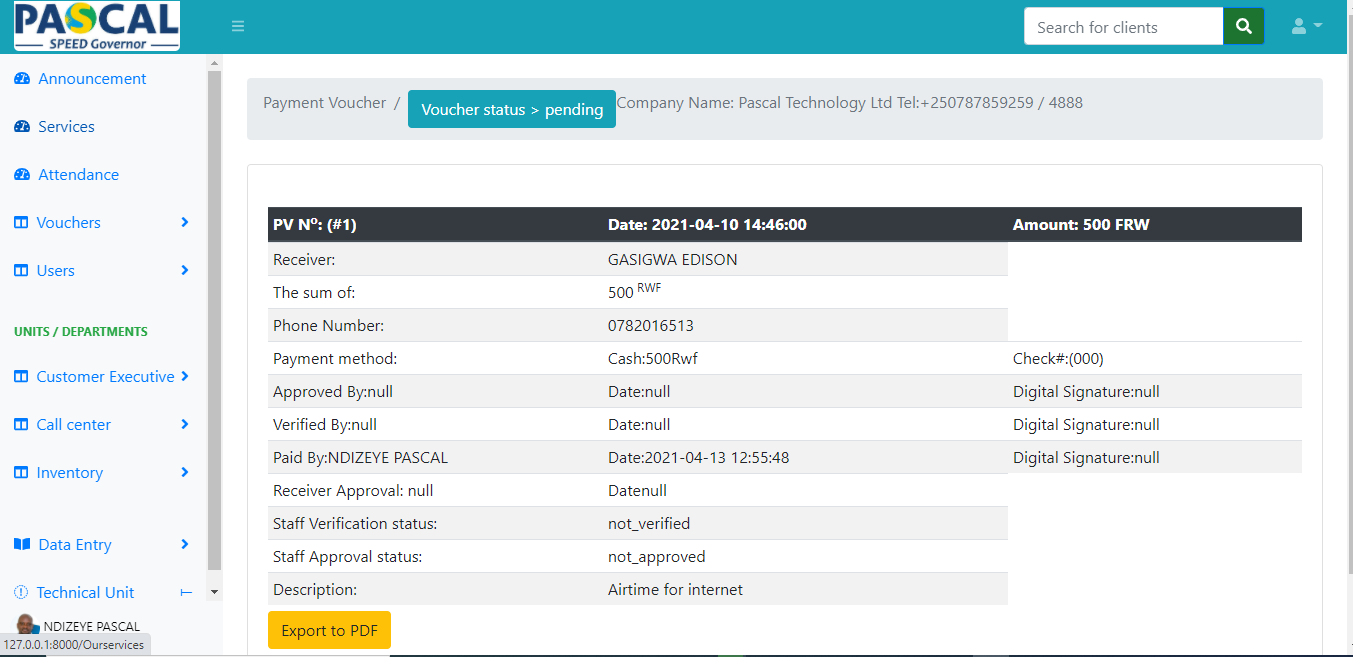 PASCAL
SPEED Governor
Search for clients
Announcement
Services
Attendance
Vouchers
Users
UNITS / DEPARTMENTS
Customer Executive
Call center
Inventory
Data Entry
Technical Unit
NDIZEYE PASCAL
127.0.0.1:8000/Ourservices
Payment Voucher / Voucher status > pending Company Name: Pascal Technology Ltd Tel:+250787859259 / 4888
PV Nº: (#1) Date: 2021-04-10 14:46:00 Amount: 500 FRW
Receiver: GASIGWA EDISON
The sum of: 500 RWF
Phone Number: 0782016513
Payment method: Cash:500Rwf Check#:(000)
Approved By:null Date:null Digital Signature:null
Verified By:null Date:null Digital Signature:null
Paid By:NDIZEYE PASCAL Date:2021-04-13 12:55:48 Digital Signature:null
Receiver Approval: null Datenull
Staff Verification status: not_verified
Staff Approval status: not_approved
Description: Airtime for internet
Export to PDF